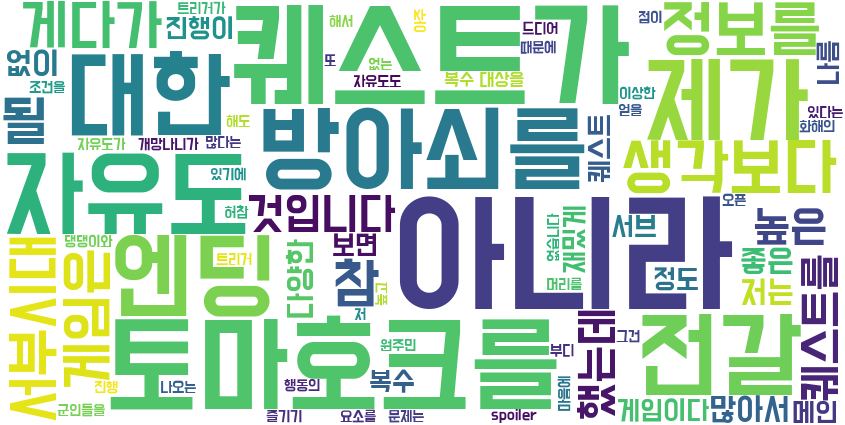 게다가
트리거가
진행이
퀘스트가
해서
자유
드디어
점이
정보를
없이
조건을
대한
또
없는
때문에
나름
자유도도
복수 대상을
이상한
제가
될
해도
얻을
있다는
화해의
자유도가
개망나니가
많다는
방아쇠를
퀘스트
생각보다
자유도
있기에
허참
것입니다
아니라
오픈
서부시대
게임은
댕댕이와
엔딩
트리거
다양한
보면
참
고폭
저
없습니다
재밌게
머리를
서브
정도
높은
좋은
저는
퀘스트를
토마호크를
원주민
부디
그건
전갈
진행
나오는
행동의
복수
마음에
했는데
군인들을
즐기기
요소를
문제는
spoiler
게임이다
많아서
메인